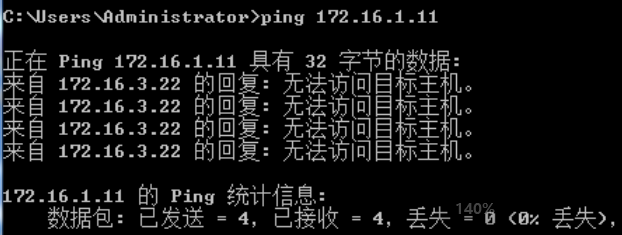 C:\Users\Administrator>ping 172.16.1.11
正在 Ping 172.16.1.11 具有 32 字节的数据:
来自 172.16.3.22 的回复: 无法访问目标主机。
来自 172.16.3.22 的回复: 无法访问目标主机。
来自 172.16.3.22 的回复: 无法访问目标主机。
来自 172.16.3.22 的回复: 无法访问目标主机。
172.16.1.11 的 Ping 统计信息:
数据包: 已发送 = 4, 已接收 = 4, 丢失 = 0 (0% 丢失),
140%